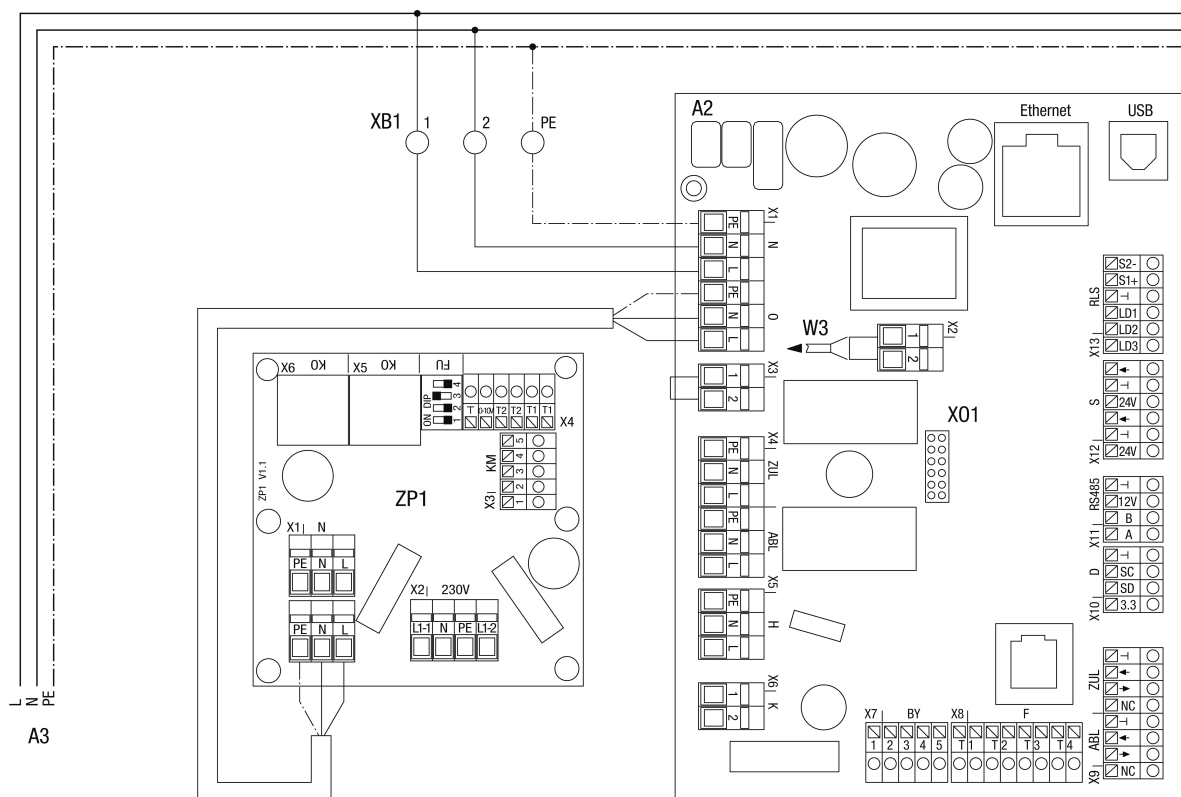 XB1 1 2 PE
A2
Ethernet USB
X1 N
PE
N
L
O
PE
N
L
W3
X2
1
2
X3
1
2
X4 ZUL
PE
N
L
ABL
PE
N
L
X5
H
PE
N
L
X6 K
1
2
X01
RLS X13
S2-
S1+
⊣
LD1
LD2
LD3
S X12
⊣
24V
⊣
24V
RS485 X11
⊣
12V
B
A
D X10
⊣
SC
SD
3.3
ZUL
⊣
NC
ABL X9
⊣
NC
X7 BY X8 F
1 2 3 4 5 T 1 T 2 T 3 T 4
X6 KO X5 KO FU
ON DIP
1 2 3 4
⊤ 0-10V T2 T2 T1 T1
X4
KM X3
5
4
3
2
1
ZP1 V1.1
ZP1
X1 N
PE N L
PE N L
X2 230V
L1-1 N PE L1-2
L
N
PE
A3